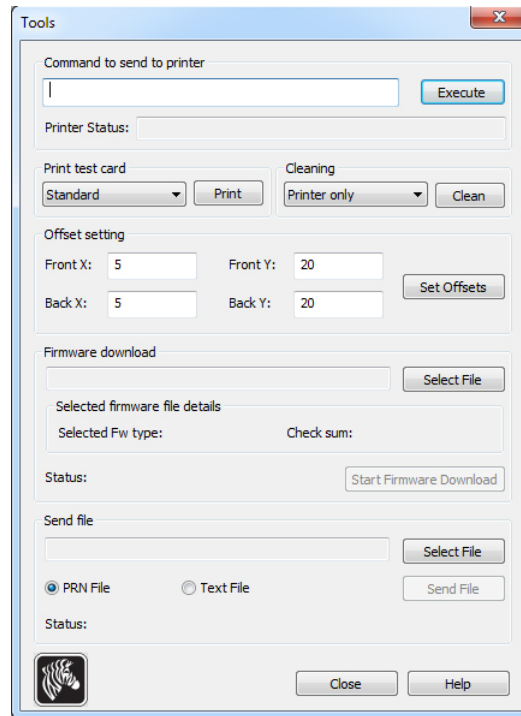 Tools
Command to send to printer
Execute
Printer Status:
Print test card
Cleaning
Standard
Print
Printer only
Clean
Offset setting
Front X: 5 Front Y: 20
Set Offsets
Back X: 5 Back Y: 20
Firmware download
Select File
Selected firmware file details
Selected Fw type: Check sum:
Status:
Start Firmware Download
Send file
Select File
PRN File Text File
Send File
Status:
Close
Help